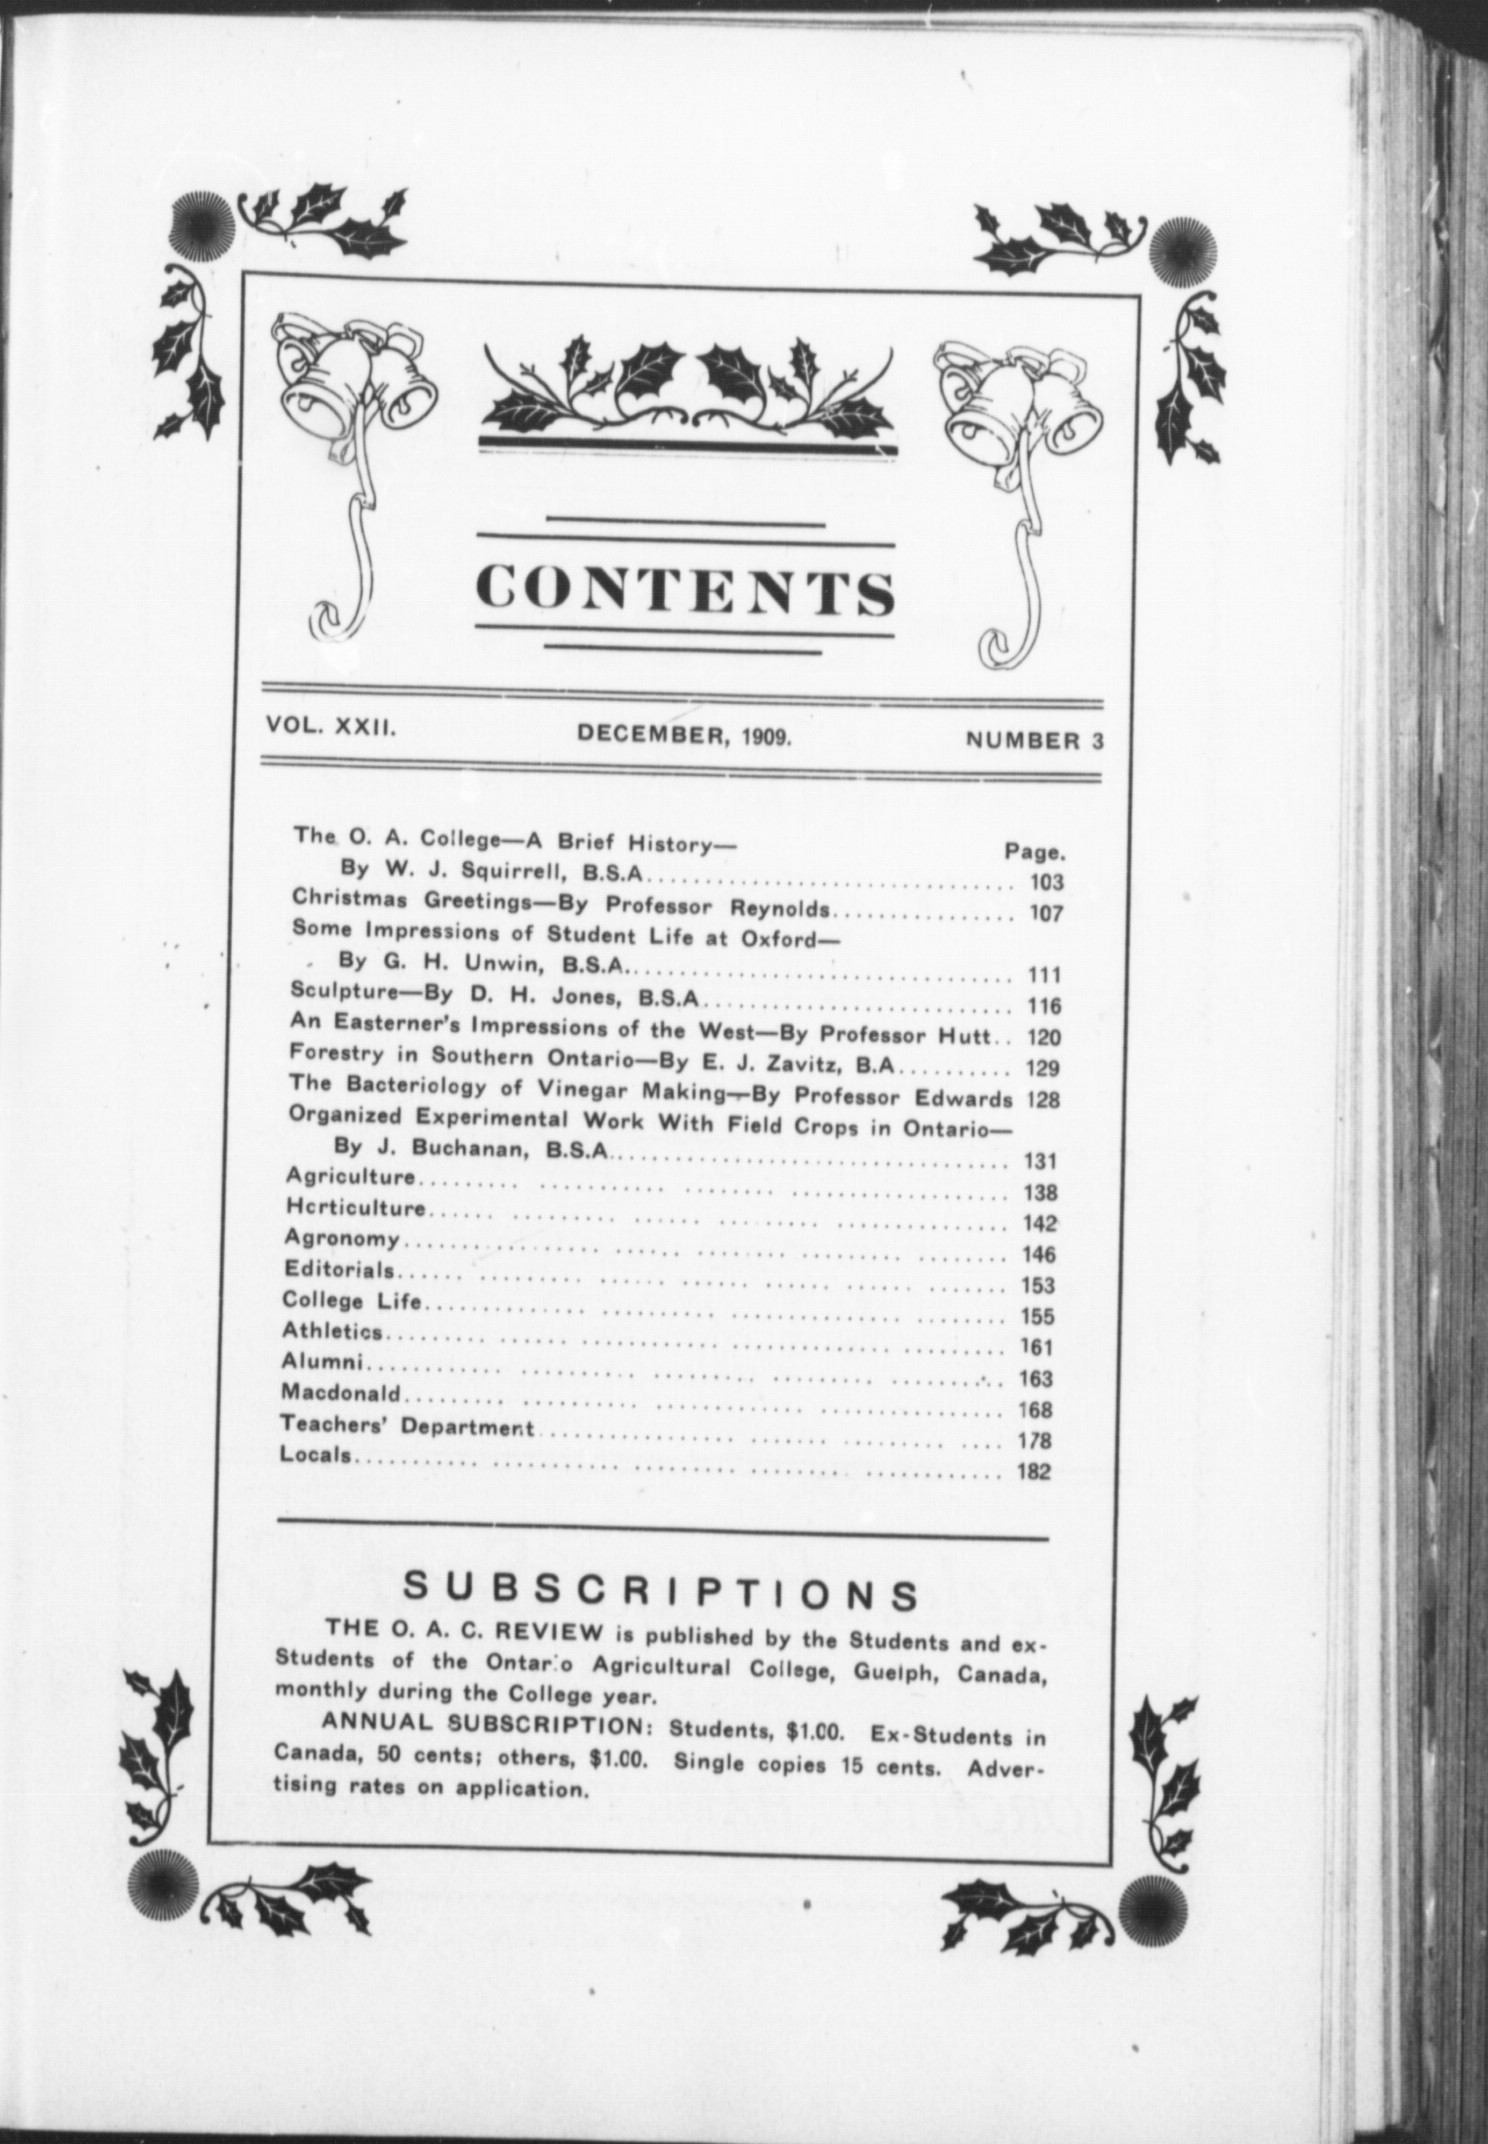 CONTENTS
VOL. XXII. DECEMBER, 1909. NUMBER 3
The O. A. College—A Brief History— Page.
By W. J. Squirrell, B.S.A. 103
Christmas Greetings—By Professor Reynolds 107
Some Impressions of Student Life at Oxford—
By G. H. Unwin, B.S.A. 111
Sculpture—By D. H. Jones, B.S.A. 116
An Easterner's Impressions of the West—By Professor Hutt 120
Forestry in Southern Ontario—By E. J. Zavitz, B.A. 129
The Bacteriology of Vinegar Making—By Professor Edwards 128
Organized Experimental Work With Field Crops in Ontario—
By J. Buchanan, B.S.A. 131
Agriculture 138
Horticulture 142
Agronomy 146
Editorials 153
College Life 155
Athletics 161
Alumni 163
Macdonald 168
Teachers' Department 178
Locals 182
SUBSCRIPTIONS
THE O. A. C. REVIEW is published by the Students and ex-
Students of the Ontario Agricultural College, Guelph, Canada,
monthly during the College year.
ANNUAL SUBSCRIPTION: Students, $1.00. Ex-Students in
Canada, 50 cents; others, $1.00. Single copies 15 cents. Adver-
tising rates on application.